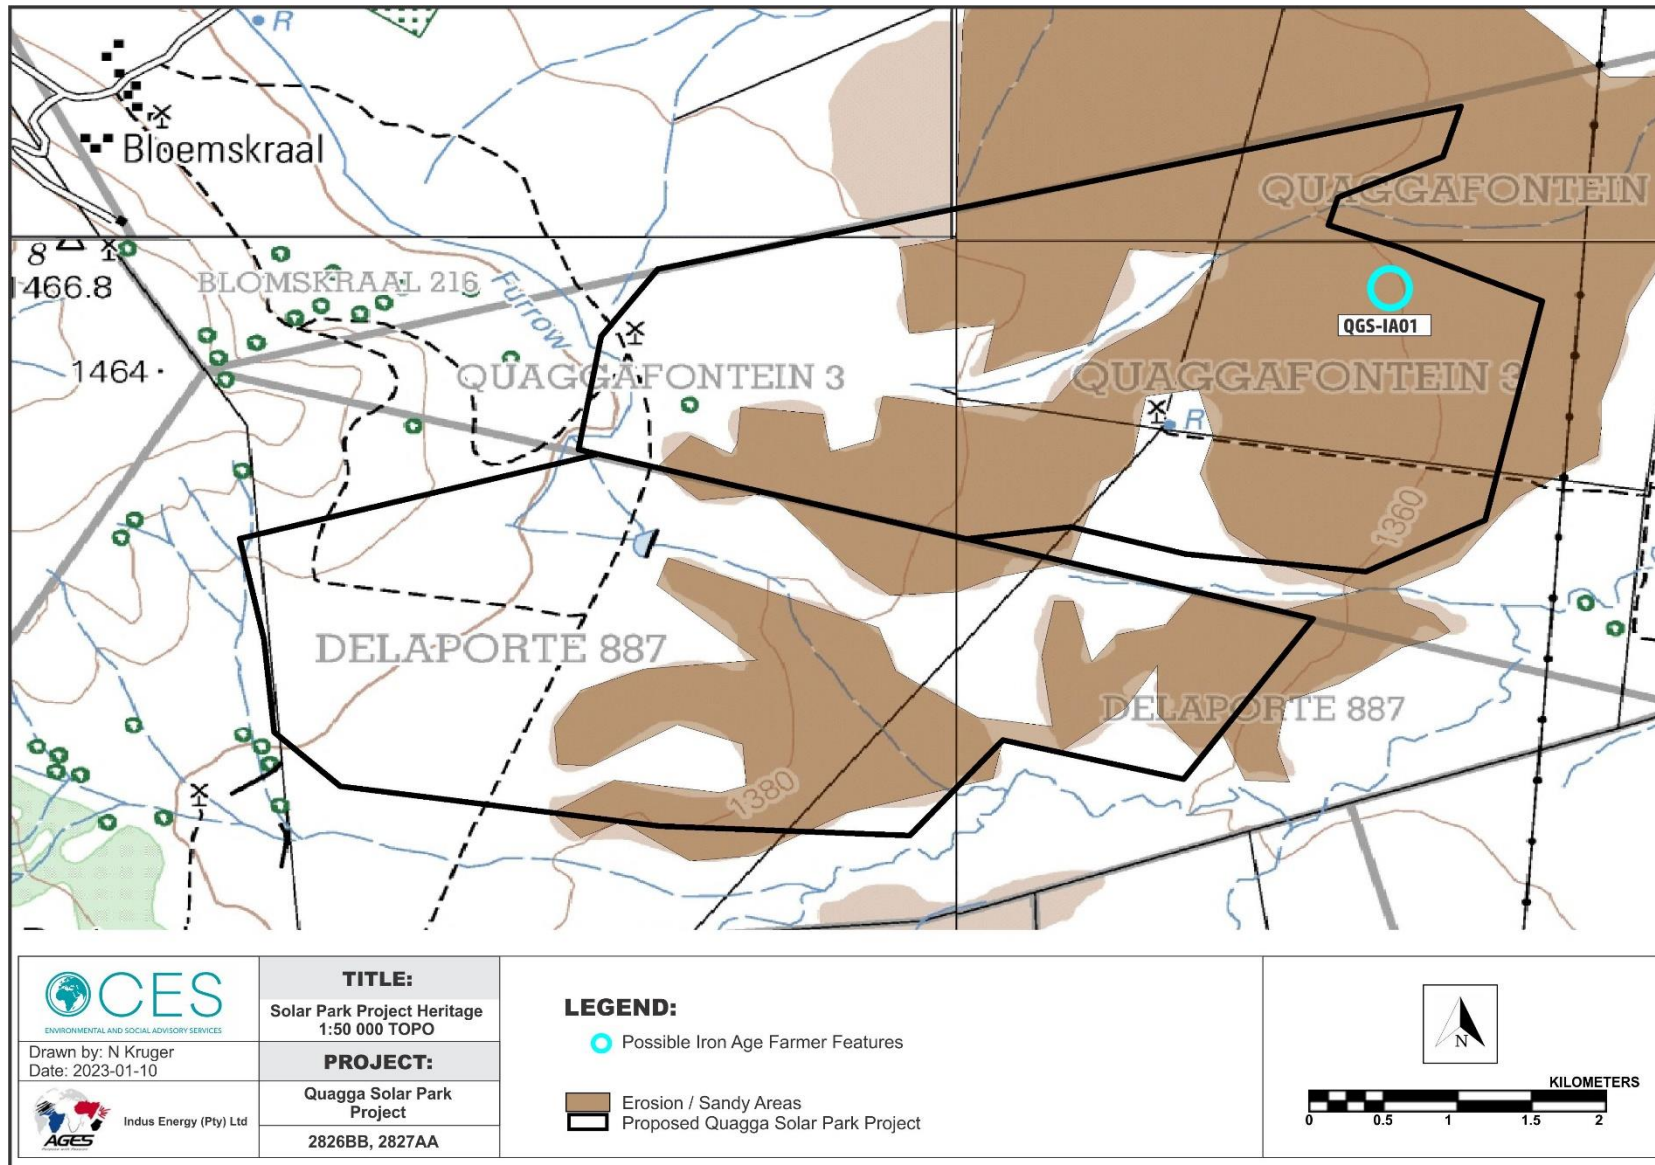 R
Bloemskraal
QUAGGAFONTEIN
8
1466.8
BLOMSKRAAL 216
Furrow
QGS-IA01
1464
QUAGGAFONTEIN 3
QUAGGAFONTEIN 3
R
1360
DELAPORTE 887
DELAPORTE 887
1380
CES
ENVIRONMENTAL AND SOCIAL ADVISORY SERVICES
Drawn by: N Kruger
Date: 2023-01-10
AGES
Indus Energy (Pty) Ltd
TITLE:
Solar Park Project Heritage
1:50 000 TOPO
PROJECT:
Quagga Solar Park
Project
2826BB, 2827AA
LEGEND:
Possible Iron Age Farmer Features
Erosion / Sandy Areas
Proposed Quagga Solar Park Project
N
KILOMETERS
0 0.5 1 1.5 2